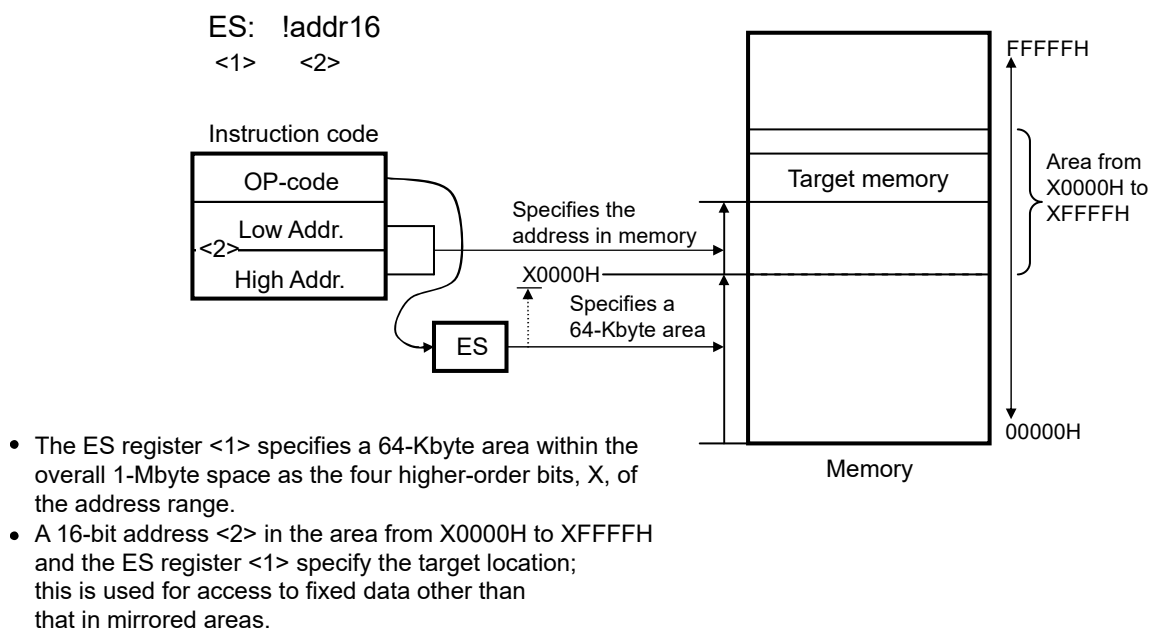 ES: !addr16
<1> <2>
Instruction code
OP-code
Low Addr.
<2>
High Addr.
ES
Specifies the
address in memory
X0000H
Specifies a
64-Kbyte area
Target memory
FFFFFH
Area from
X0000H to
XFFFFH
00000H
Memory
• The ES register <1> specifies a 64-Kbyte area within the
overall 1-Mbyte space as the four higher-order bits, X, of
the address range.
• A 16-bit address <2> in the area from X0000H to XFFFFH
and the ES register <1> specify the target location;
this is used for access to fixed data other than
that in mirrored areas.